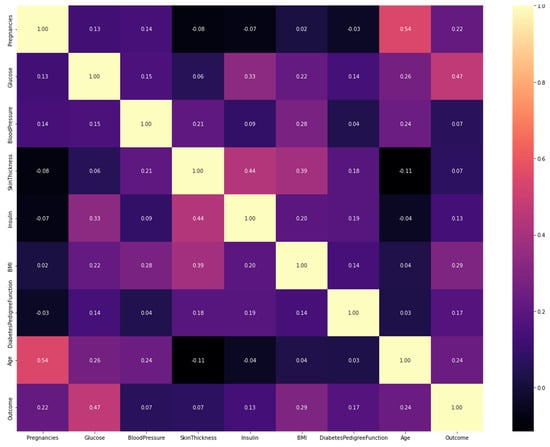 Pregnancies 1.00 0.13 0.14 -0.08 -0.07 0.02 -0.03 0.54 0.22
Glucose 0.13 1.00 0.15 0.06 0.33 0.22 0.14 0.26 0.47
BloodPressure 0.14 0.15 1.00 0.21 0.09 0.28 0.04 0.24 0.07
SkinThickness -0.08 0.06 0.21 1.00 0.44 0.39 0.18 -0.11 0.07
Insulin -0.07 0.33 0.09 0.44 1.00 0.20 0.19 -0.04 0.13
BMI 0.02 0.22 0.28 0.39 0.20 1.00 0.14 0.04 0.29
DiabetesPedigreeFunction -0.03 0.14 0.04 0.18 0.19 0.14 1.00 0.03 0.17
Age 0.54 0.26 0.24 -0.11 -0.04 0.04 0.03 1.00 0.24
Outcome 0.22 0.47 0.07 0.07 0.13 0.29 0.17 0.24 1.00
Pregnancies Glucose BloodPressure SkinThickness Insulin BMI DiabetesPedigreeFunction Age Outcome
1.0
0.8
0.6
0.4
0.2
0.0